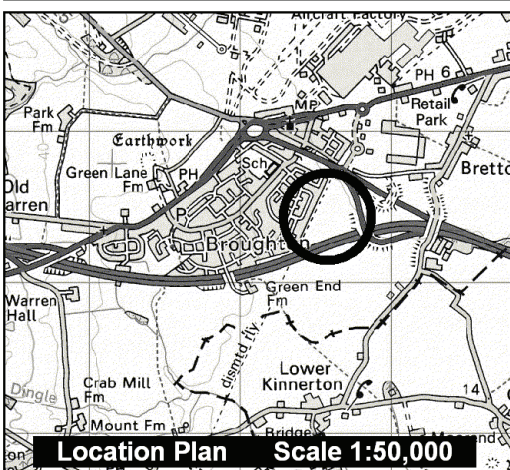 Aircraft Factory
PH 6
MP
Retail
Park
Park
Fm
Earthwork
Sch
Green Lane
Fm
PH
Old
arren
P
Bretto
Broughton
Green End
Fm
Warren
Hall
dismtd rly
Lower
Kinnerton
Dingle
Crab Mill
Fm
14
Mount Fm
Bridge
Location Plan Scale 1:50,000